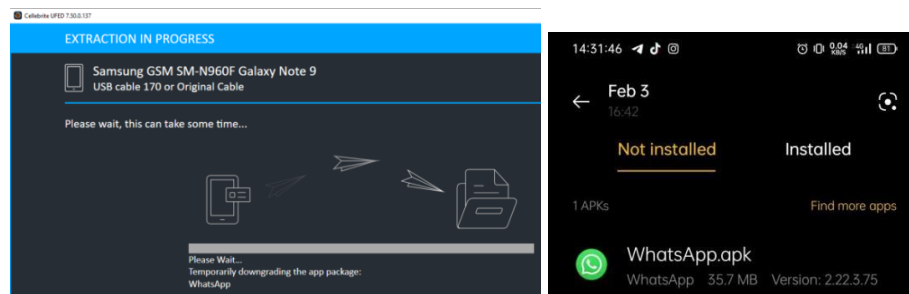 Cellebrite UFED 7.50.0.137
EXTRACTION IN PROGRESS
Samsung GSM SM-N960F Galaxy Note 9
USB cable 170 or Original Cable
Please wait, this can take some time...
Please Wait...
Temporarily downgrading the app package:
WhatsApp
14:31:46 0.04 KB/S 4G 81
Feb 3
16:42
Not installed Installed
1 APKs Find more apps
WhatsApp.apk
WhatsApp 35.7 MB Version: 2.22.3.75